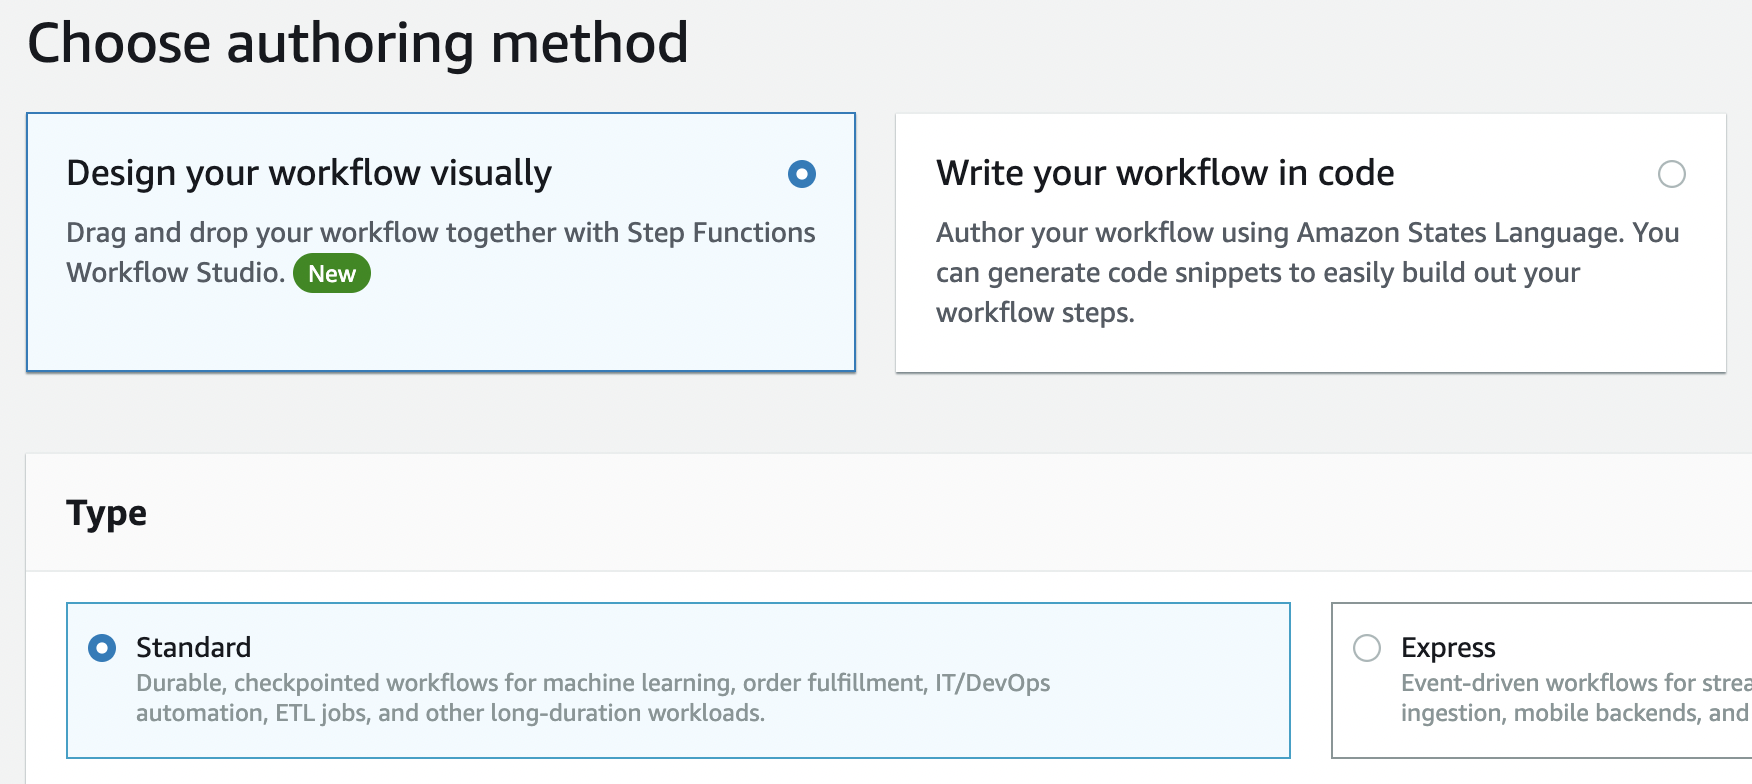 Choose authoring method
Design your workflow visually
Drag and drop your workflow together with Step Functions
Workflow Studio. New
Write your workflow in code
Author your workflow using Amazon States Language. You
can generate code snippets to easily build out your
workflow steps.
Type
Standard
Durable, checkpointed workflows for machine learning, order fulfillment, IT/DevOps
automation, ETL jobs, and other long-duration workloads.
Express
Event-driven workflows for
ingestion, mobile backends, and